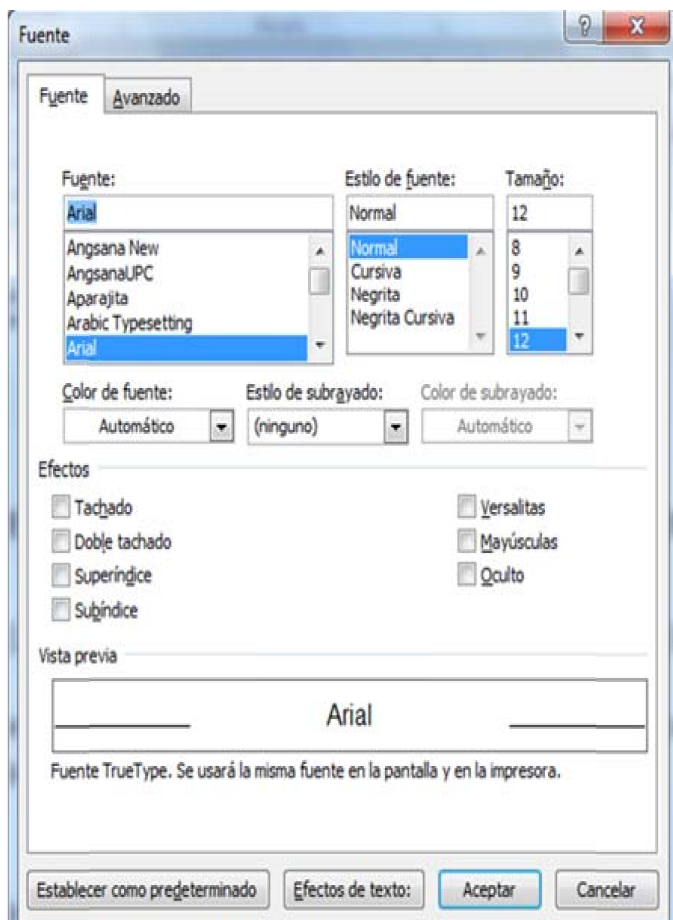 Fuente
Fuente Avanzado
Fuente: Estilo de fuente: Tamaño:
Arial Normal 12
Angsana New Normal 8
AngsanaUPC Cursiva 9
Aparajita Negrita 10
Arabic Typesetting Negrita Cursiva 11
Arial 12
Color de fuente: Estilo de subrayado: Color de subrayado:
Automático (ninguno) Automático
Efectos
Tachado Versalitas
Doble tachado Mayúsculas
Superíndice Oculto
Subíndice
Vista previa
Arial
Fuente TrueType. Se usará la misma fuente en la pantalla y en la impresora.
Establecer como predeterminado Efectos de texto: Aceptar Cancelar